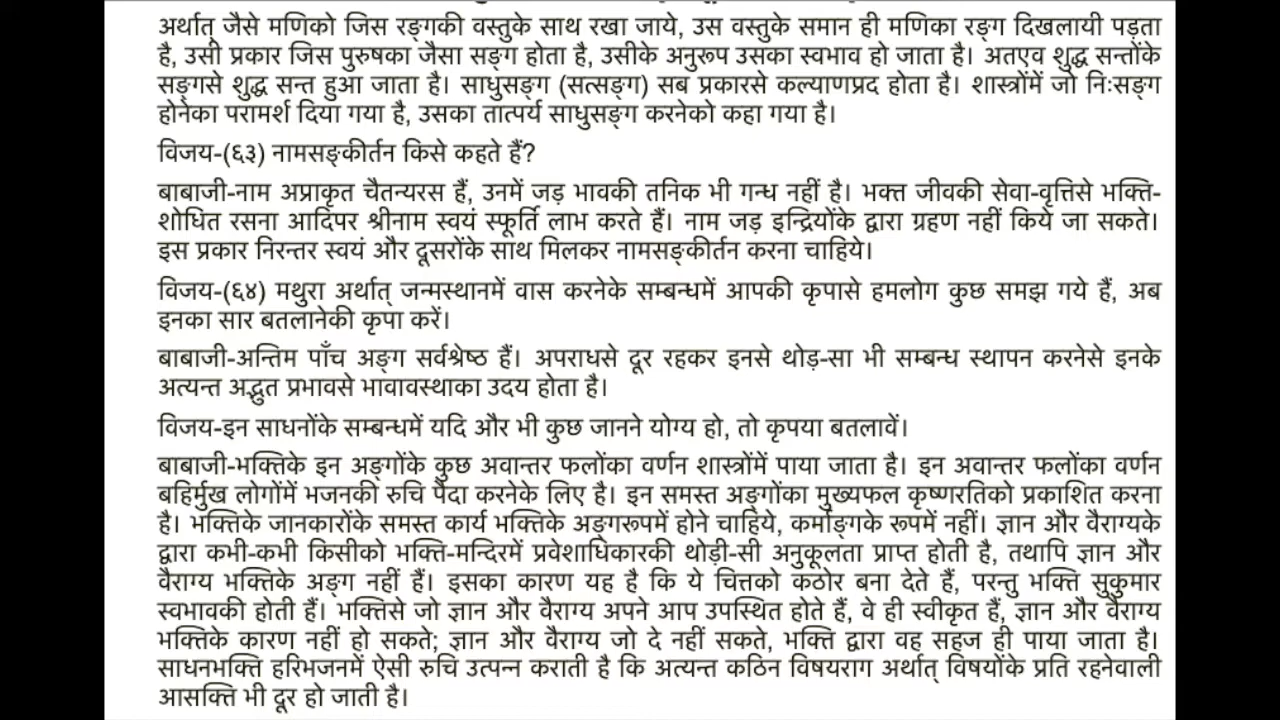 अर्थात् जैसे मणिको जिस रङ्गकी वस्तुके साथ रखा जाये, उस वस्तुके समान ही मणिका रङ्ग दिखलायी पड़ता
है, उसी प्रकार जिस पुरुषका जैसा सङ्ग होता है, उसीके अनुरूप उसका स्वभाव हो जाता है। अतएव शुद्ध सन्तोंके
सङ्गसे शुद्ध सन्त हुआ जाता है। साधुसङ्ग (सत्सङ्ग) सब प्रकारसे कल्याणप्रद होता है। शास्त्रोंमें जो निःसङ्ग
होनेका परामर्श दिया गया है, उसका तात्पर्य साधुसङ्ग करनेको कहा गया है।
विजय-(६३) नामसङ्कीर्तन किसे कहते हैं?
बाबाजी-नाम अप्राकृत चैतन्यरस हैं, उनमें जड़ भावकी तनिक भी गन्ध नहीं है। भक्त जीवकी सेवा-वृत्तिसे भक्ति-
शोधित रसना आदिपर श्रीनाम स्वयं स्फूर्ति लाभ करते हैं। नाम जड़ इन्द्रियोंके द्वारा ग्रहण नहीं किये जा सकते।
इस प्रकार निरन्तर स्वयं और दूसरोंके साथ मिलकर नामसङ्कीर्तन करना चाहिये।
विजय-(६४) मथुरा अर्थात् जन्मस्थानमें वास करनेके सम्बन्धमें आपकी कृपासे हमलोग कुछ समझ गये हैं, अब
इनका सार बतलानेकी कृपा करें।
बाबाजी-अन्तिम पाँच अङ्ग सर्वश्रेष्ठ हैं। अपराधसे दूर रहकर इनसे थोड़-सा भी सम्बन्ध स्थापन करनेसे इनके
अत्यन्त अद्भुत प्रभावसे भावावस्थाका उदय होता है।
विजय-इन साधनोंके सम्बन्धमें यदि और भी कुछ जानने योग्य हो, तो कृपया बतलावें।
बाबाजी-भक्तिके इन अङ्गोंके कुछ अवान्तर फलोंका वर्णन शास्त्रोंमें पाया जाता है। इन अवान्तर फलोंका वर्णन
बहिर्मुख लोगोंमें भजनकी रुचि पैदा करनेके लिए है। इन समस्त अङ्गोंका मुख्यफल कृष्णरतिको प्रकाशित करना
है। भक्तिके जानकारोंके समस्त कार्य भक्तिके अङ्गरूपमें होने चाहिये, कर्माङ्गके रूपमें नहीं। ज्ञान और वैराग्यके
द्वारा कभी-कभी किसीको भक्ति-मन्दिरमें प्रवेशाधिकारकी थोड़ी-सी अनुकूलता प्राप्त होती है, तथापि ज्ञान और
वैराग्य भक्तिके अङ्ग नहीं हैं। इसका कारण यह है कि ये चित्तको कठोर बना देते हैं, परन्तु भक्ति सुकुमार
स्वभावकी होती हैं। भक्तिसे जो ज्ञान और वैराग्य अपने आप उपस्थित होते हैं, वे ही स्वीकृत हैं, ज्ञान और वैराग्य
भक्तिके कारण नहीं हो सकते; ज्ञान और वैराग्य जो दे नहीं सकते, भक्ति द्वारा वह सहज ही पाया जाता है।
साधनभक्ति हरिभजनमें ऐसी रुचि उत्पन्न कराती है कि अत्यन्त कठिन विषयराग अर्थात् विषयोंके प्रति रहनेवाली
आसक्ति भी दूर हो जाती है।